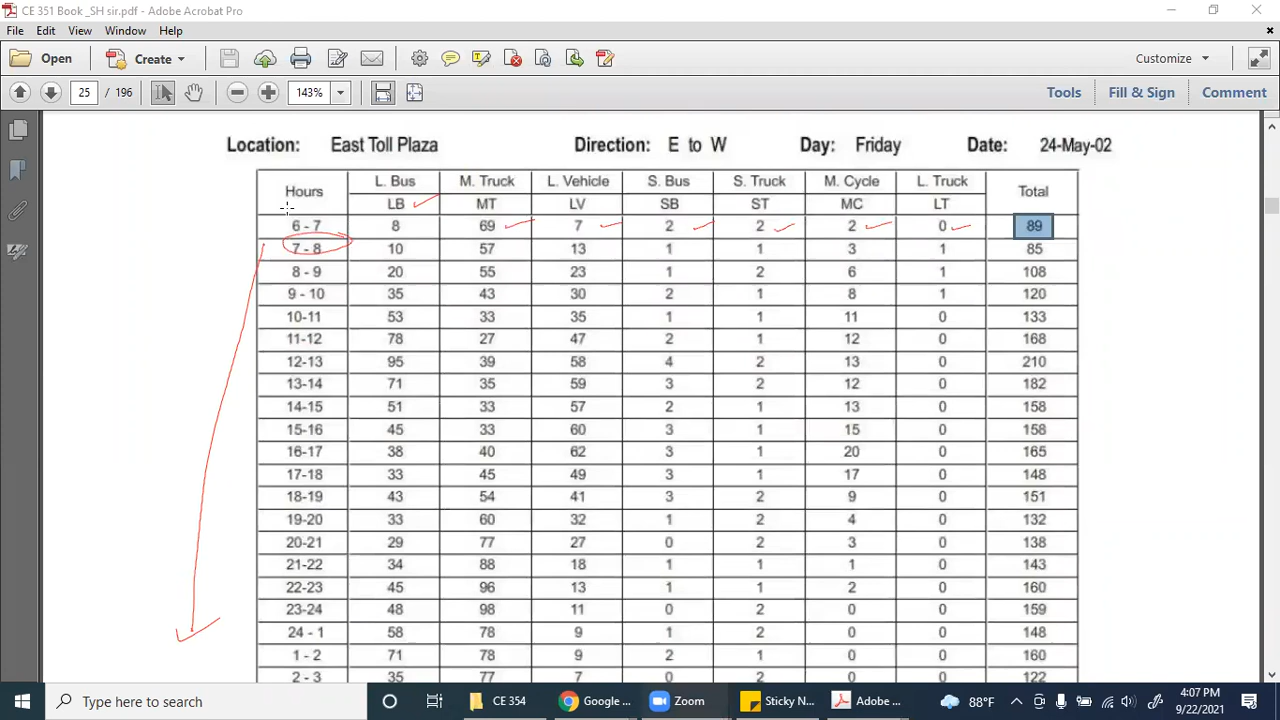 CE 351 Book _SH sir.pdf - Adobe Acrobat Pro
File Edit View Window Help
Open Create Customize
25 / 196 143% Tools Fill & Sign Comment
Location: East Toll Plaza Direction: E to W Day: Friday Date: 24-May-02
Hours L. Bus M. Truck L. Vehicle S. Bus S. Truck M. Cycle L. Truck Total
LB MT LV SB ST MC LT
6 - 7 8 69 7 2 2 2 0 89
7 - 8 10 57 13 1 1 3 1 85
8 - 9 20 55 23 1 2 6 1 108
9 - 10 35 43 30 2 1 8 1 120
10-11 53 33 35 1 1 11 0 133
11-12 78 27 47 2 1 12 0 168
12-13 95 39 58 4 2 13 0 210
13-14 71 35 59 3 2 12 0 182
14-15 51 33 57 2 1 13 0 158
15-16 45 33 60 3 1 15 0 158
16-17 38 40 62 3 1 20 0 165
17-18 33 45 49 3 1 17 0 148
18-19 43 54 41 3 2 9 0 151
19-20 33 60 32 1 2 4 0 132
20-21 29 77 27 0 2 3 0 138
21-22 34 88 18 1 1 1 0 143
22-23 45 96 13 1 1 2 0 160
23-24 48 98 11 0 2 0 0 159
24 - 1 58 78 9 1 2 0 0 148
1 - 2 71 78 9 2 1 0 0 160
2 - 3 35 77 7 0 2 0 0 122
Type here to search CE 354 Google ... Zoom Sticky N... Adobe ... 88°F 4:07 PM
9/22/2021